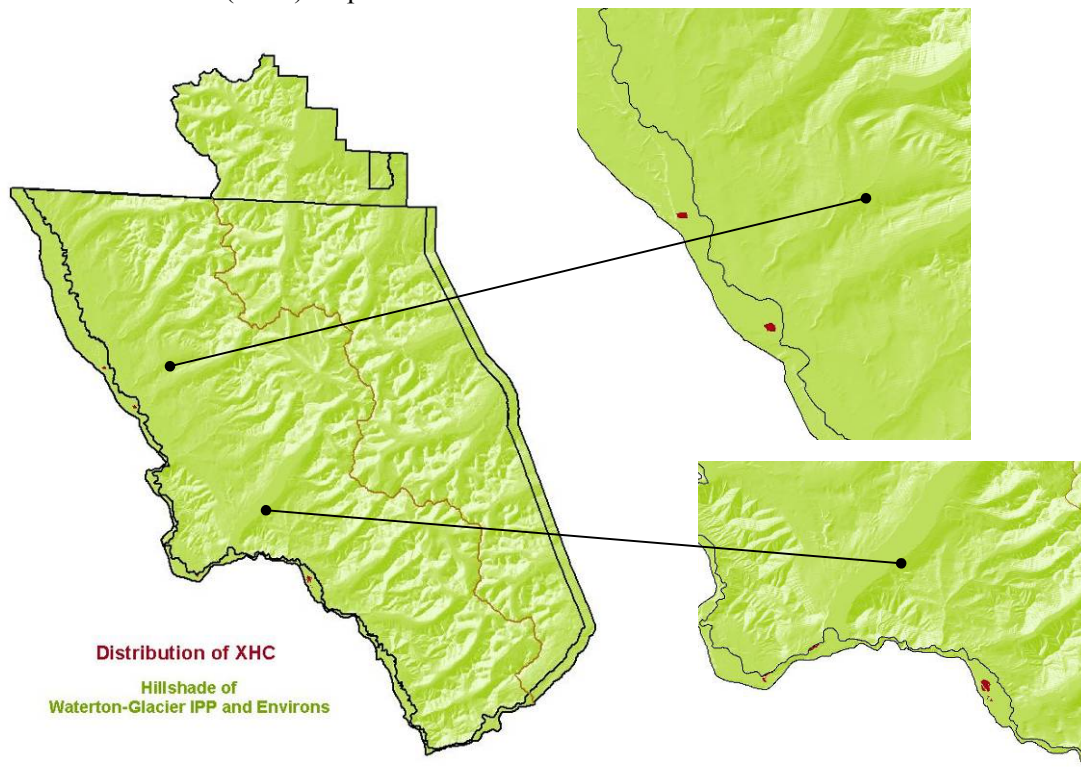 Distribution of XHC
Hillshade of
Waterton-Glacier IPP and Environs